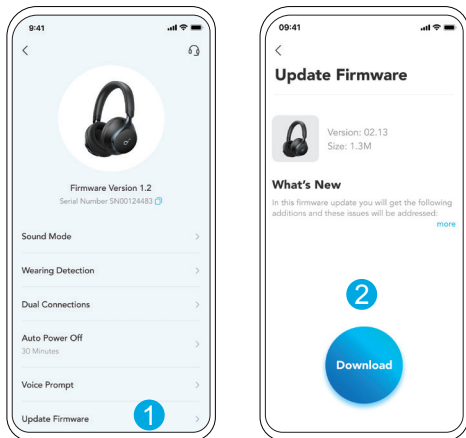 9:41
Firmware Version 1.2
Serial Number SN00124483
Sound Mode
Wearing Detection
Dual Connections
Auto Power Off
30 Minutes
Voice Prompt
Update Firmware
1
09:41
Update Firmware
Version: 02.13
Size: 1.3M
What's New
In this firmware update you will get the following
additions and these issues will be addressed:
more
2
Download